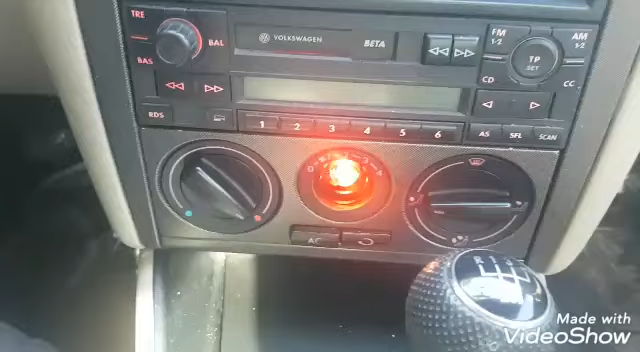 TRE
BAL
BAS
VOLKSWAGEN
BETA
FM
1-2
AM
1-2
TP
SET
CD
CC
RDS
1 2 3 4 5 6
AS SFL SCAN
AC
Made with
VideoShow